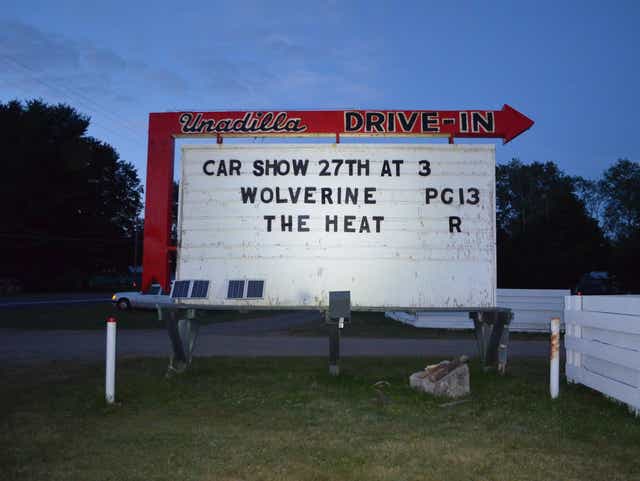 Unadilla DRIVE-IN
CAR SHOW 27TH AT 3
WOLVERINE PG13
THE HEAT R